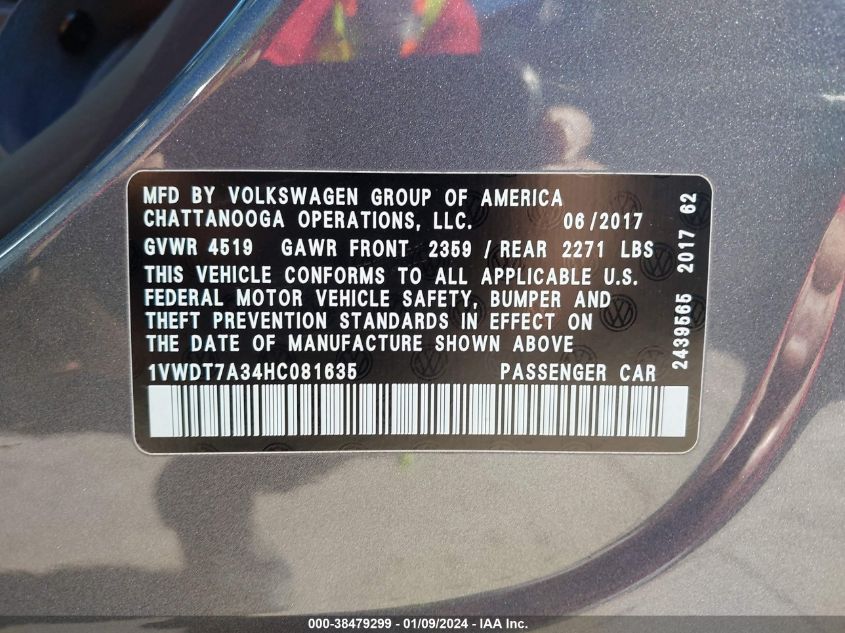 MFD BY VOLKSWAGEN GROUP OF AMERICA
CHATTANOOGA OPERATIONS, LLC. 06/2017
GVWR 4519 GAWR FRONT 2359 / REAR 2271 LBS
THIS VEHICLE CONFORMS TO ALL APPLICABLE U.S.
FEDERAL MOTOR VEHICLE SAFETY, BUMPER AND
THEFT PREVENTION STANDARDS IN EFFECT ON
THE DATE OF MANUFACTURE SHOWN ABOVE
1VWDT7A34HC081635 PASSENGER CAR
2439565 2017 62
000-38479299 - 01/09/2024 - IAA Inc.